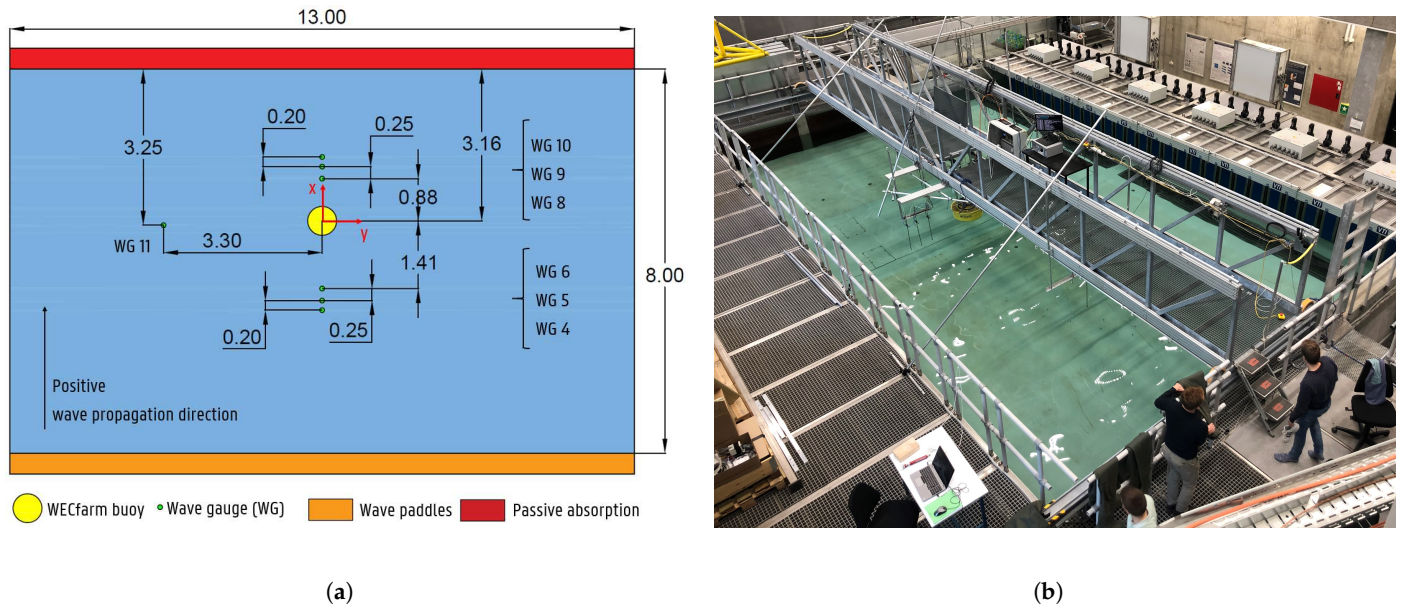 13.00
0.20
0.25
3.25
3.16
WG 10
WG 9
WG 8
x
0.88
y
WG 11
3.30
1.41
WG 6
WG 5
WG 4
8.00
0.20
0.25
Positive
wave propagation direction
WECfarm buoy
Wave gauge (WG)
Wave paddles
Passive absorption
(a)
(b)